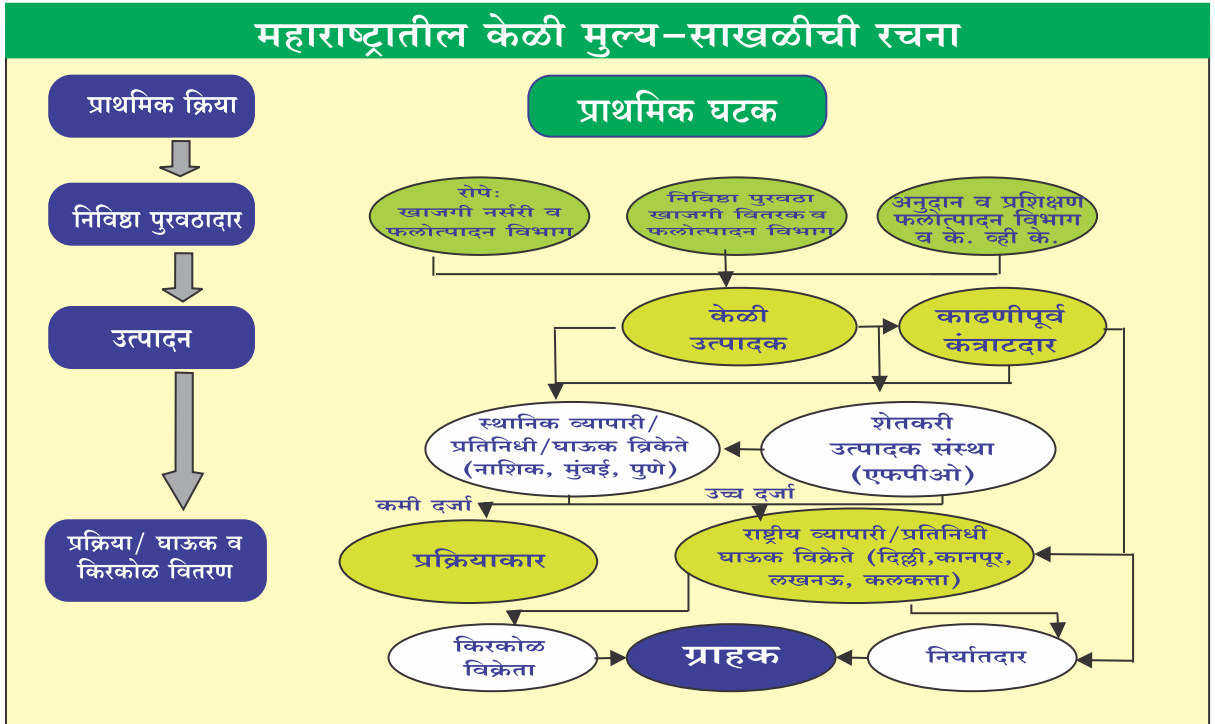 महाराष्ट्रातील केळी मुल्य-साखळीची रचना
प्राथमिक क्रिया
निविष्ठा पुरवठादार
उत्पादन
प्रक्रिया/ घाऊक व
किरकोळ वितरण
प्राथमिक घटक
रोपे:
खाजगी नर्सरी व
फलोत्पादन विभाग
निविष्ठा पुरवठा
खाजगी वितरक व
फलोत्पादन विभाग
अनुदान व प्रशिक्षण
फलोत्पादन विभाग
व के. व्ही के.
केळी
उत्पादक
काढणीपूर्व
कंत्राटदार
स्थानिक व्यापारी/
प्रतिनिधी/घाऊक व्रिकेते
(नाशिक, मुंबई, पुणे)
शेतकरी
उत्पादक संस्था
(एफपीओ)
कमी दर्जा
उच्च दर्जा
प्रक्रियाकार
राष्ट्रीय व्यापारी/प्रतिनिधी
घाऊक विक्रेते (दिल्ली,कानपूर,
लखनऊ, कलकत्ता)
किरकोळ
विक्रेता
ग्राहक
निर्यातदार